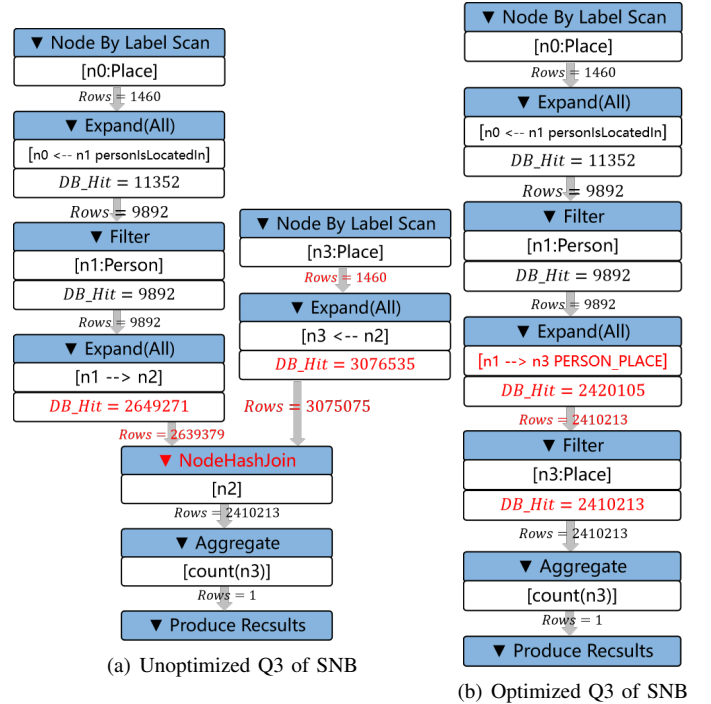 ▼ Node By Label Scan
[n0:Place]
Rows = 1460
▼ Expand(All)
[n0 <-- n1 personIsLocatedIn]
DB_Hit = 11352
Rows = 9892
▼ Filter
[n1:Person]
DB_Hit = 9892
Rows = 9892
▼ Expand(All)
[n1 --> n2]
DB_Hit = 2649271
Rows = 2639379
▼ Node By Label Scan
[n3:Place]
Rows = 1460
▼ Expand(All)
[n3 <-- n2]
DB_Hit = 3076535
Rows = 3075075
▼ NodeHashJoin
[n2]
Rows = 2410213
▼ Aggregate
[count(n3)]
Rows = 1
▼ Produce Recsults
(a) Unoptimized Q3 of SNB
▼ Node By Label Scan
[n0:Place]
Rows = 1460
▼ Expand(All)
[n0 <-- n1 personIsLocatedIn]
DB_Hit = 11352
Rows = 9892
▼ Filter
[n1:Person]
DB_Hit = 9892
Rows = 9892
▼ Expand(All)
[n1 --> n3 PERSON_PLACE]
DB_Hit = 2420105
Rows = 2410213
▼ Filter
[n3:Place]
DB_Hit = 2410213
Rows = 2410213
▼ Aggregate
[count(n3)]
Rows = 1
▼ Produce Recsults
(b) Optimized Q3 of SNB